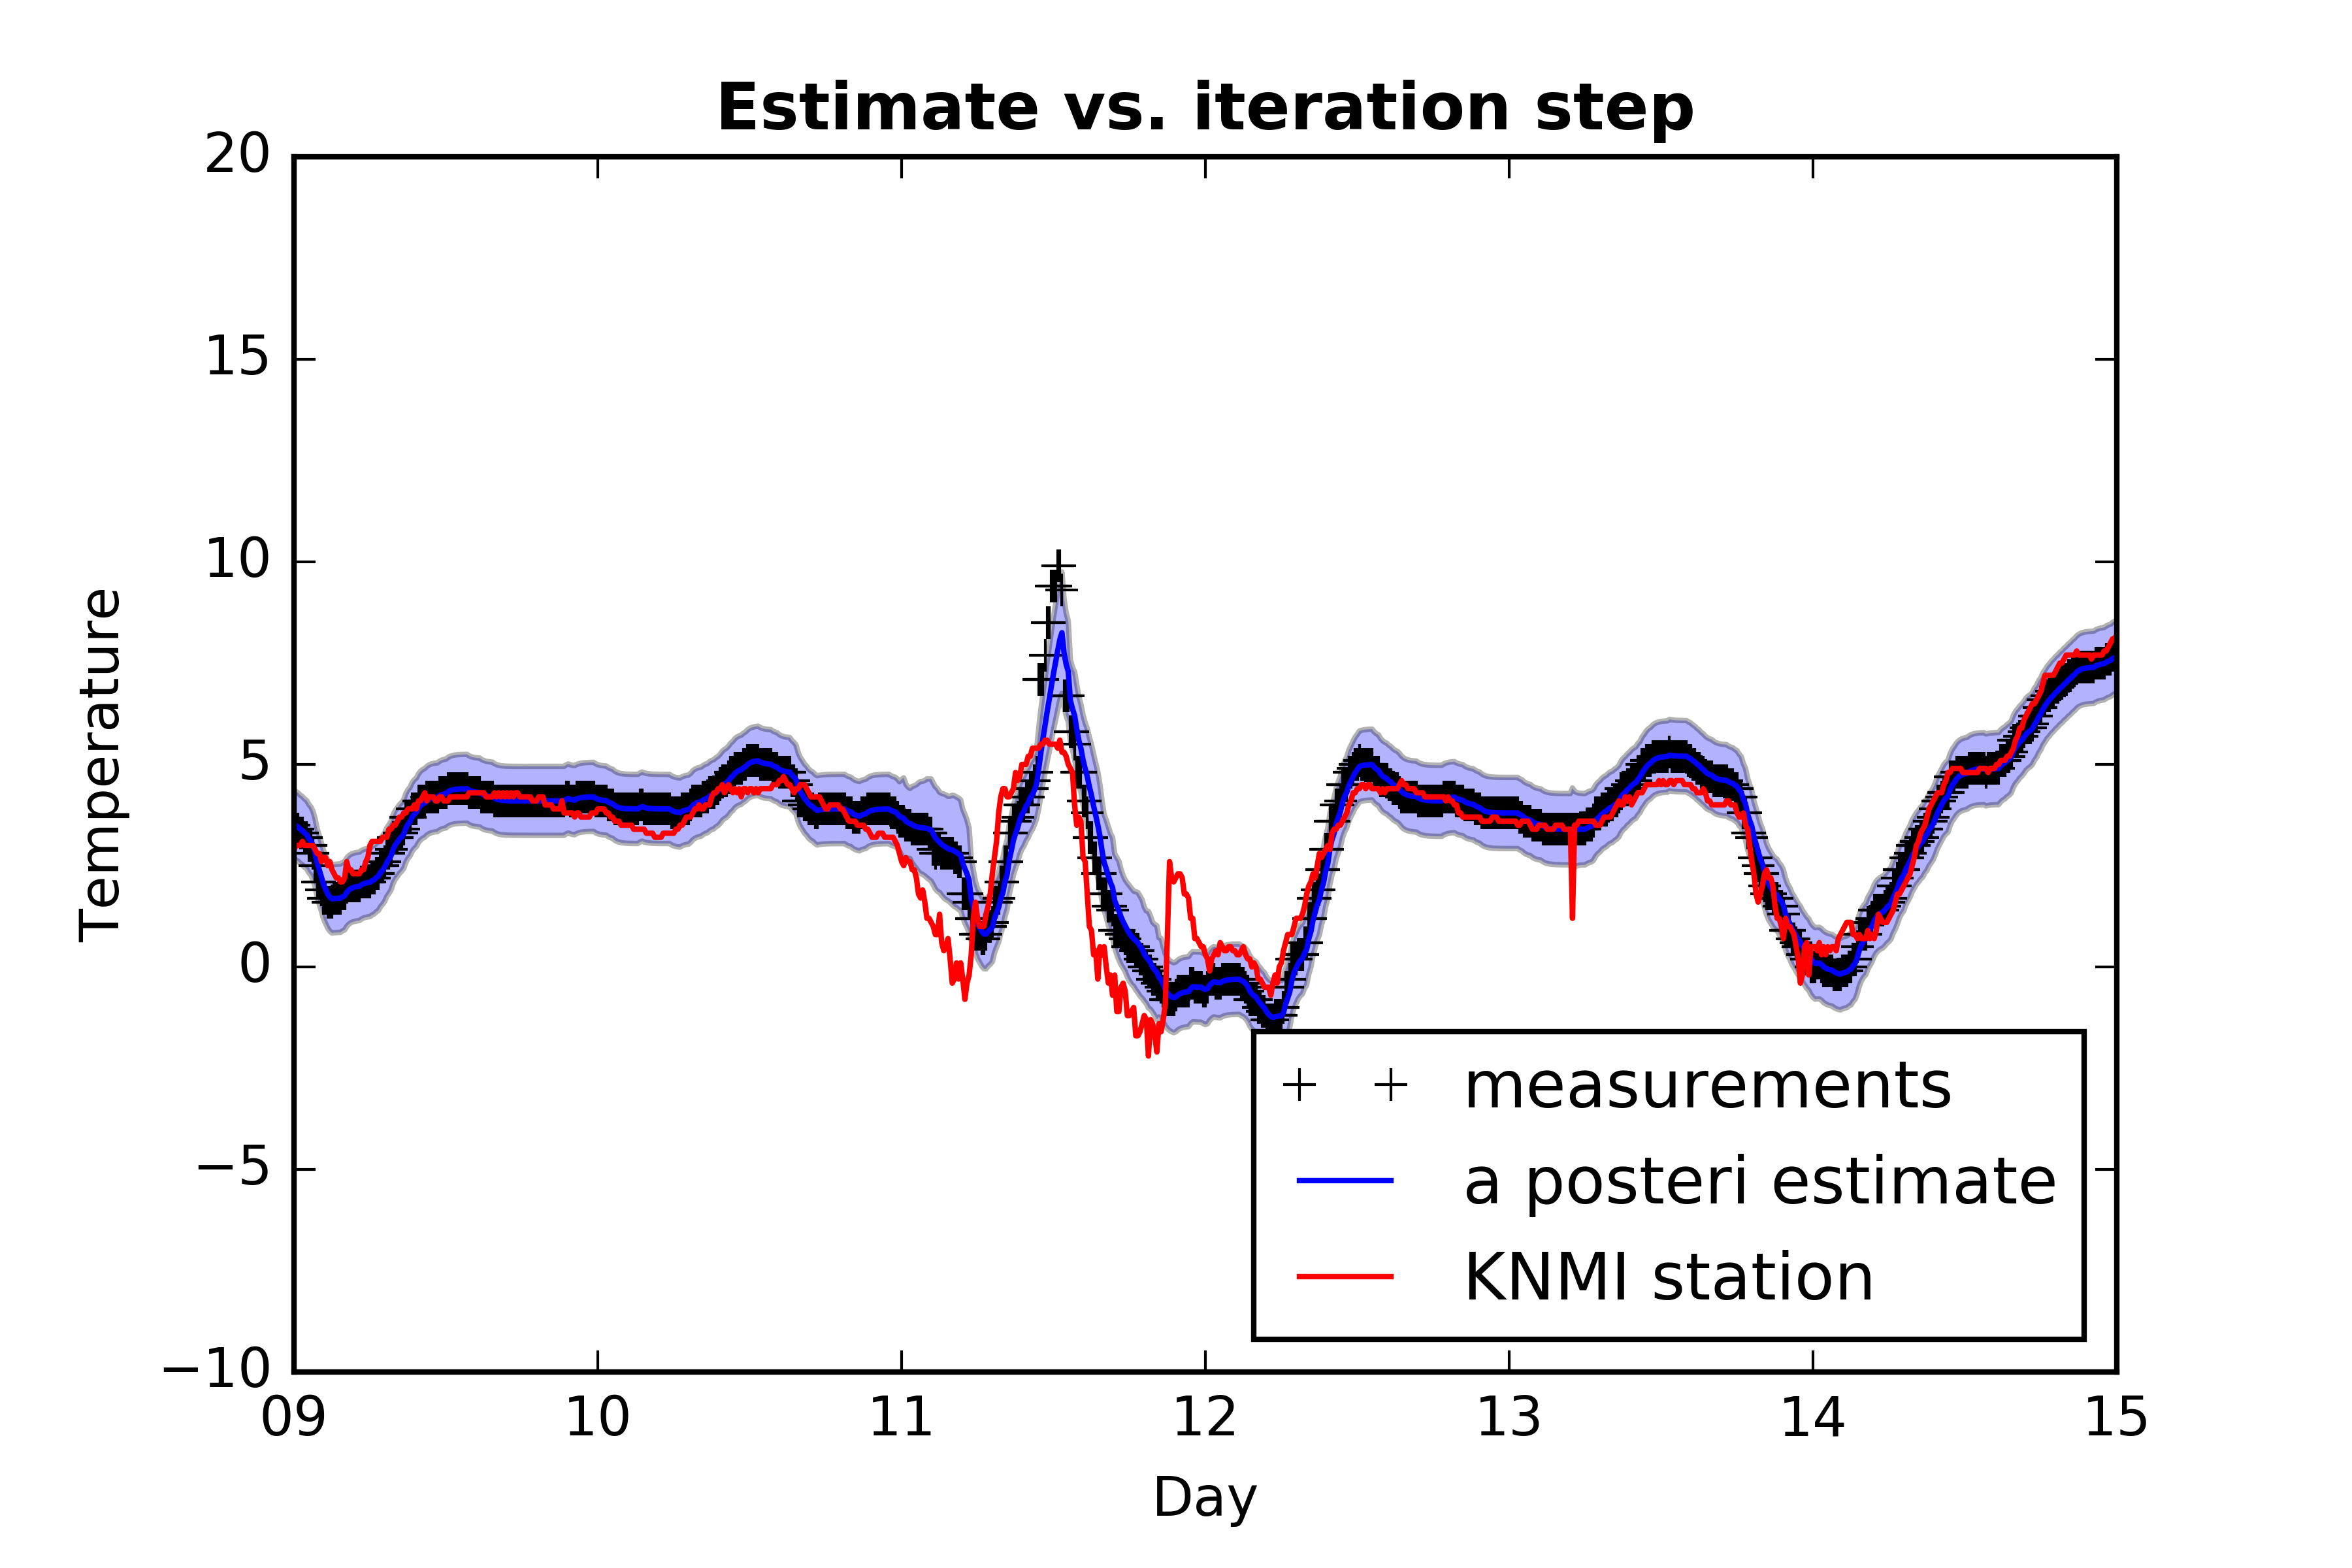 Estimate vs. iteration step
20
15
10
5
0
−5
−10
Temperature
measurements
a posteri estimate
KNMI station
09 10 11 12 13 14 15
Day